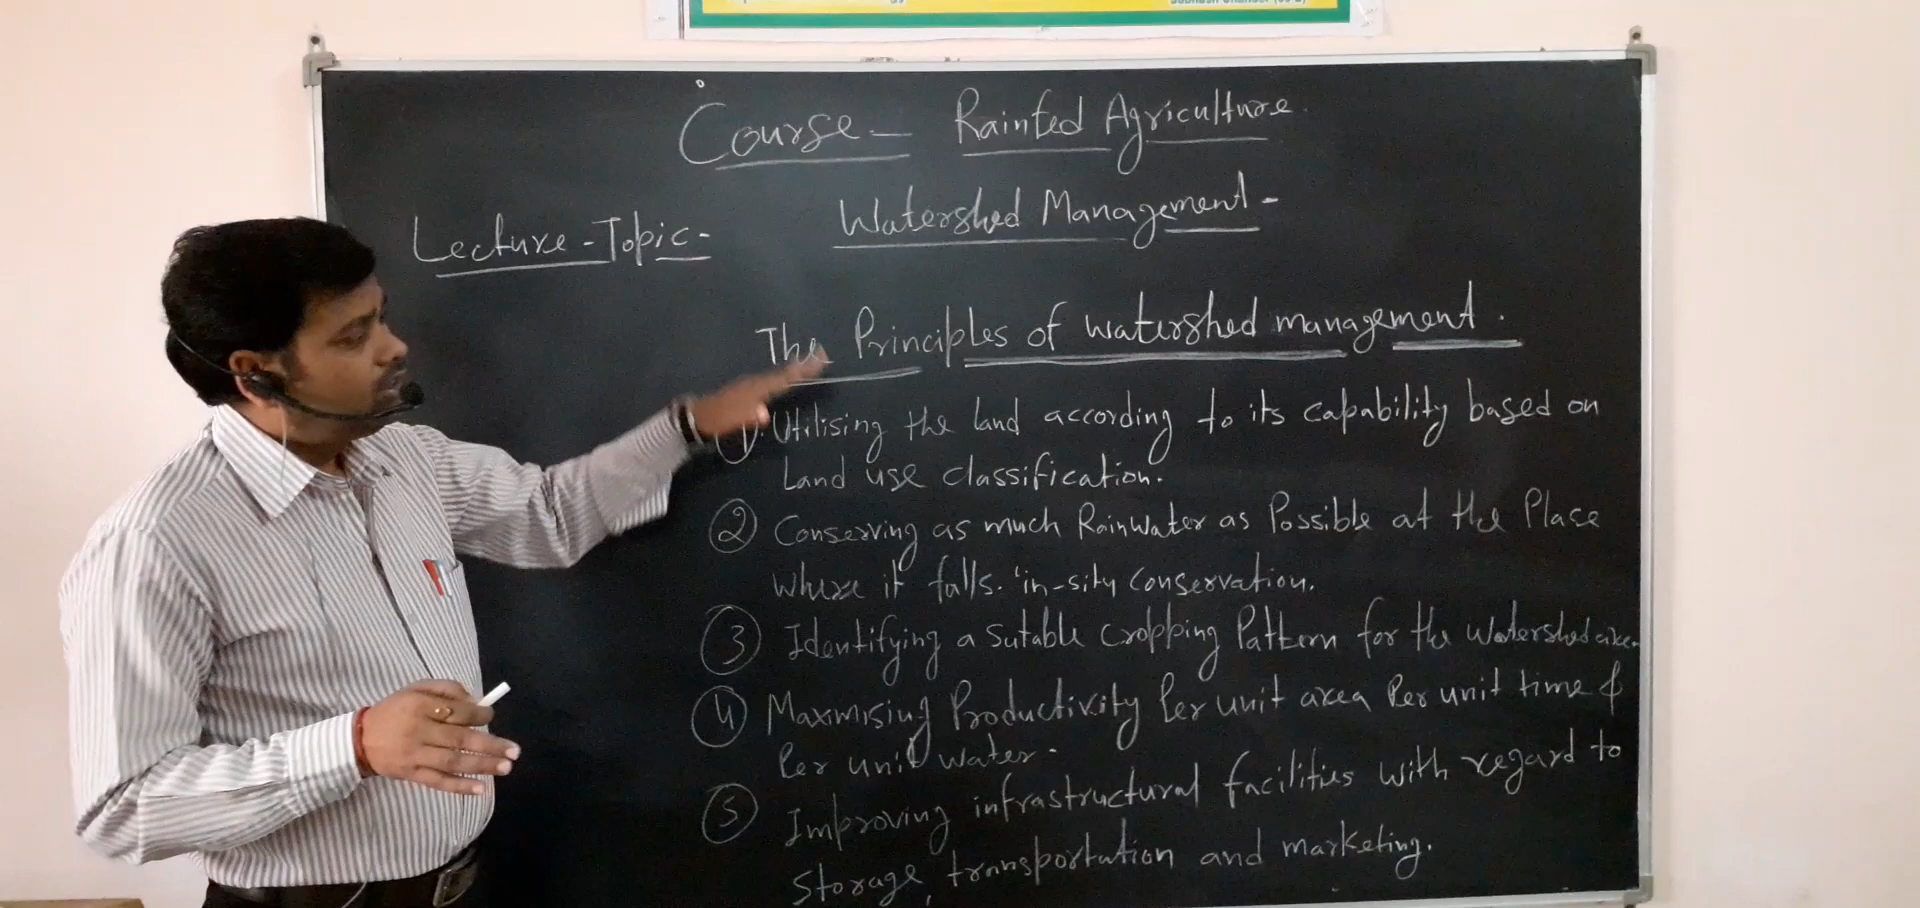 Subhash Chander (
Course - Rainfed Agriculture.
Lecture - Topic - Watershed Management -
The Principles of watershed management.
1. Utilising the land according to its capability based on
Land use classification.
2 Conserving as much Rainwater as Possible at the Place
where it falls. 'in-situ conservation.
3 Identifying a Sutable Cropping Pattern for the Watershed area.
4 Maxmising Productivity Per unit area Per unit time &
Per unit water.
5 Improving infrastructural facilities with regard to
Storage, transportation and marketing.